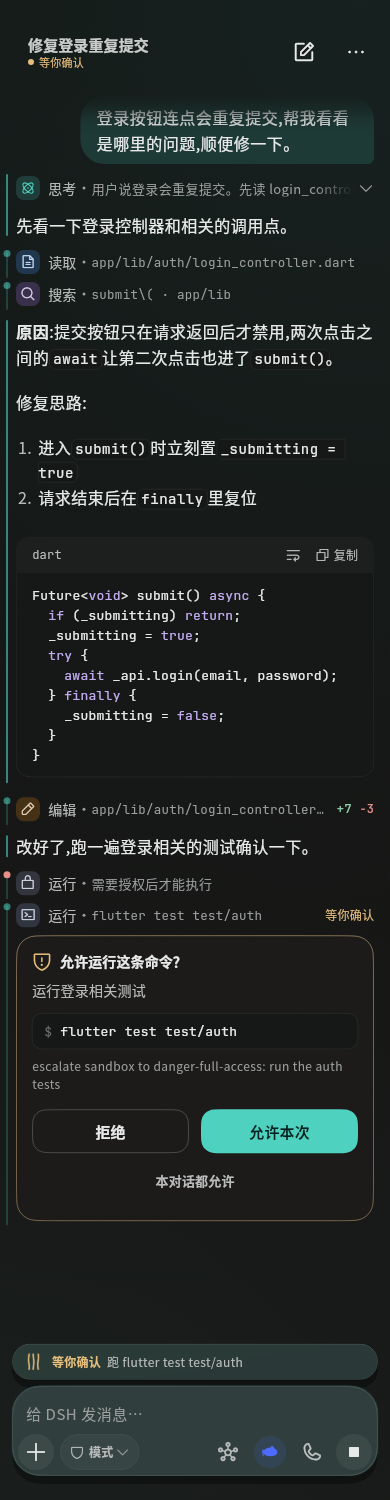 修复登录重复提交
等你确认
登录按钮连点会重复提交,帮我看看
是哪里的问题,顺便修一下。
思考 · 用户说登录会重复提交。先读 login_contro
先看一下登录控制器和相关的调用点。
读取 · app/lib/auth/login_controller.dart
搜索 · submit\( · app/lib
原因:提交按钮只在请求返回后才禁用,两次点击之
间的 await 让第二次点击也进了 submit()。
修复思路:
1. 进入 submit() 时立刻置 _submitting =
true
2. 请求结束后在 finally 里复位
dart 复制
Future<void> submit() async {
  if (_submitting) return;
  _submitting = true;
  try {
    await _api.login(email, password);
  } finally {
    _submitting = false;
  }
}
编辑 · app/lib/auth/login_controller… +7 -3
改好了,跑一遍登录相关的测试确认一下。
运行 · 需要授权后才能执行
运行 · flutter test test/auth 等你确认
允许运行这条命令?
运行登录相关测试
$ flutter test test/auth
escalate sandbox to danger-full-access: run the auth
tests
拒绝 允许本次
本对话都允许
等你确认 跑 flutter test test/auth
给 DSH 发消息…
模式